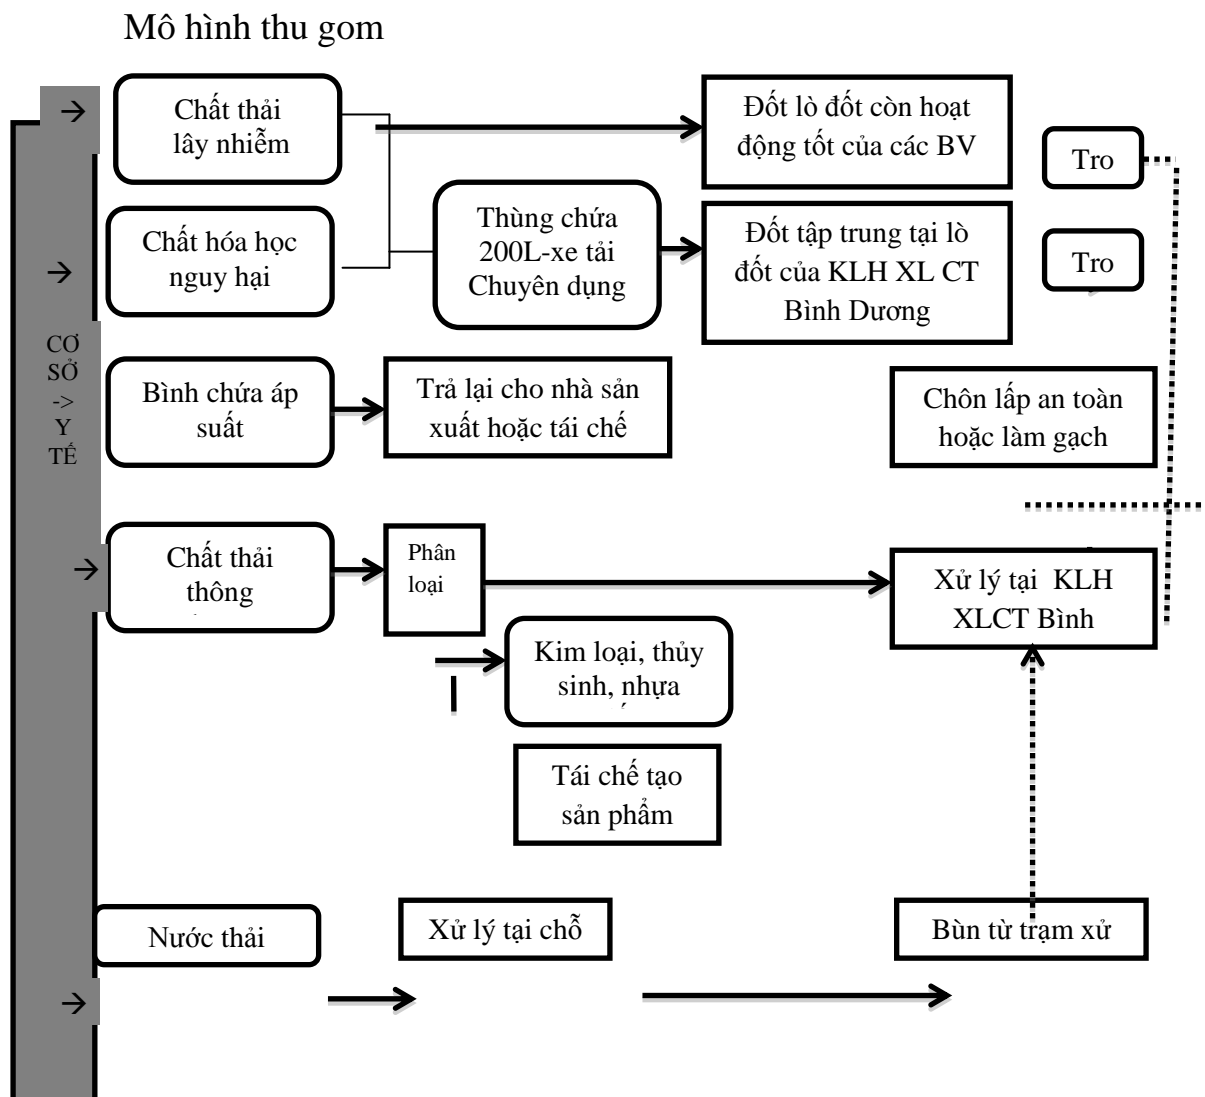 Mô hình thu gom
CƠ
SỞ
->
Y
TẾ
→
→
→
→
Chất thải
lây nhiễm
Đốt lò đốt còn hoạt
động tốt của các BV
Tro
Chất hóa học
nguy hại
Thùng chứa
200L-xe tải
Chuyên dụng
Đốt tập trung tại lò
đốt của KLH XL CT
Bình Dương
Tro
Bình chứa áp
suất
Trả lại cho nhà sản
xuất hoặc tái chế
Chôn lấp an toàn
hoặc làm gạch
Chất thải
thông
Phân
loại
Xử lý tại KLH
XLCT Bình
Kim loại, thủy
sinh, nhựa
Tái chế tạo
sản phẩm
Nước thải
Xử lý tại chỗ
Bùn từ trạm xử